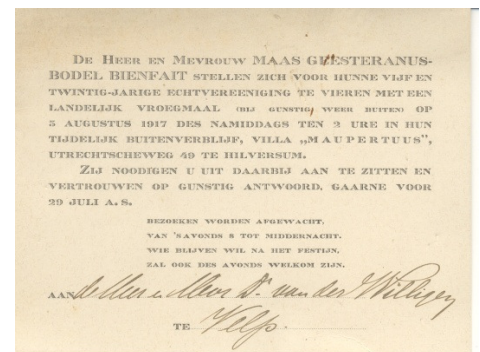 DE HEER EN MEVROUW MAAS GEESTERANUS-
BODEL BIENFAIT STELLEN ZICH VOOR HUNNE VIJF EN
TWINTIG-JARIGE ECHTVEREENIGING TE VIEREN MET EEN
LANDELIJK VROEGMAAL (BIJ GUNSTIG WEER BUITEN) OP
5 AUGUSTUS 1917 DES NAMIDDAGS TEN 2 URE IN HUN
TIJDELIJK BUITENVERBLIJF, VILLA „MAUPERTUUS”,
UTRECHTSCHEWEG 49 TE HILVERSUM.
ZIJ NOODIGEN U UIT DAARBIJ AAN TE ZITTEN EN
VERTROUWEN OP GUNSTIG ANTWOORD, GAARNE VOOR
29 JULI A. S.
BEZOEKEN WORDEN AFGEWACHT,
VAN 'SAVONDS 8 TOT MIDDERNACHT.
WIE BLIJVEN WIL NA HET FESTIJN,
ZAL OOK DES AVONDS WELKOM ZIJN.
AAN de Heer en Mevr Dr. van der Willigen
TE Velp.